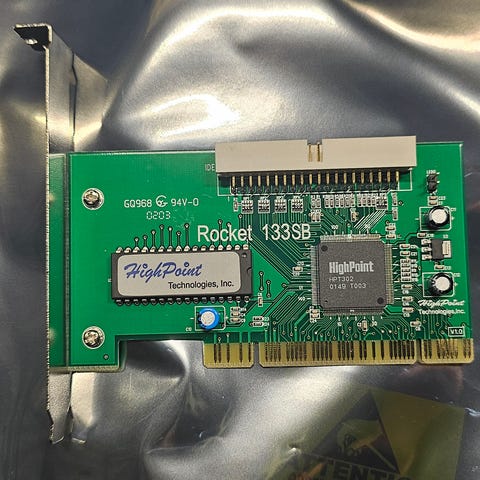 IDE
GQ968 94V-0
0203
Rocket 133SB
HighPoint
Technologies, Inc.
HighPoint
HPT302
0149 T003
HighPoint
Technologies,Inc.
V1.0
ATTENTION